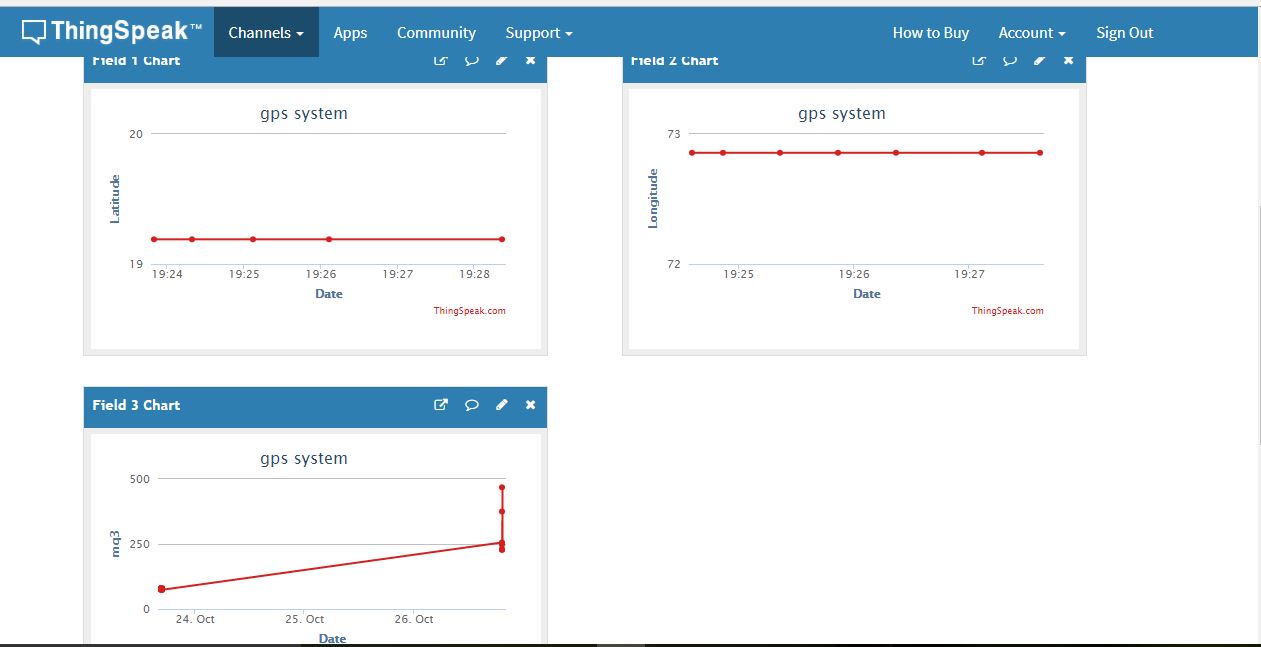 ThingSpeak™ Channels Apps Community Support How to Buy Account Sign Out
Field 1 Chart
Field 2 Chart
gps system
20
Latitude
19
19:24 19:25 19:26 19:27 19:28
Date
ThingSpeak.com
gps system
73
Longitude
72
19:25 19:26 19:27
Date
ThingSpeak.com
Field 3 Chart
gps system
500
mq3
250
0
24. Oct 25. Oct 26. Oct
Date